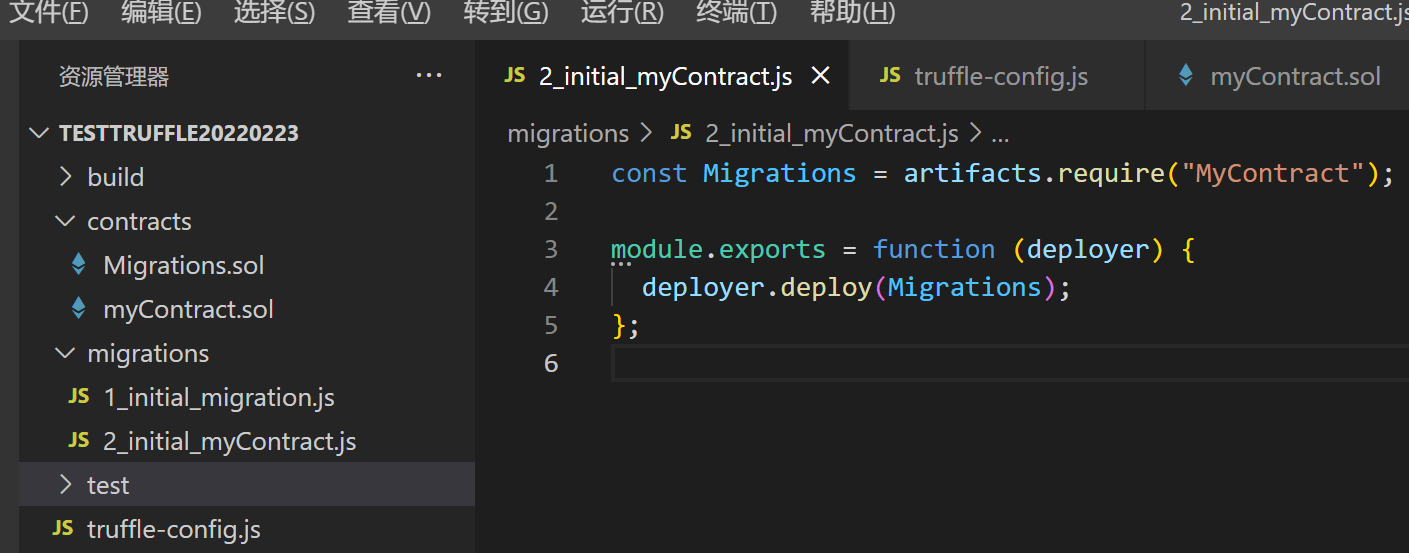 文件(F) 编辑(E) 选择(S) 查看(V) 转到(G) 运行(R) 终端(T) 帮助(H) 2_initial_myContract.js
资源管理器 ···
TESTTRUFFLE20220223
build
contracts
Migrations.sol
myContract.sol
migrations
JS 1_initial_migration.js
JS 2_initial_myContract.js
test
JS truffle-config.js
JS 2_initial_myContract.js × JS truffle-config.js myContract.sol
migrations > JS 2_initial_myContract.js > ...
1 const Migrations = artifacts.require("MyContract");
2
3 module.exports = function (deployer) {
4 deployer.deploy(Migrations);
5 };
6